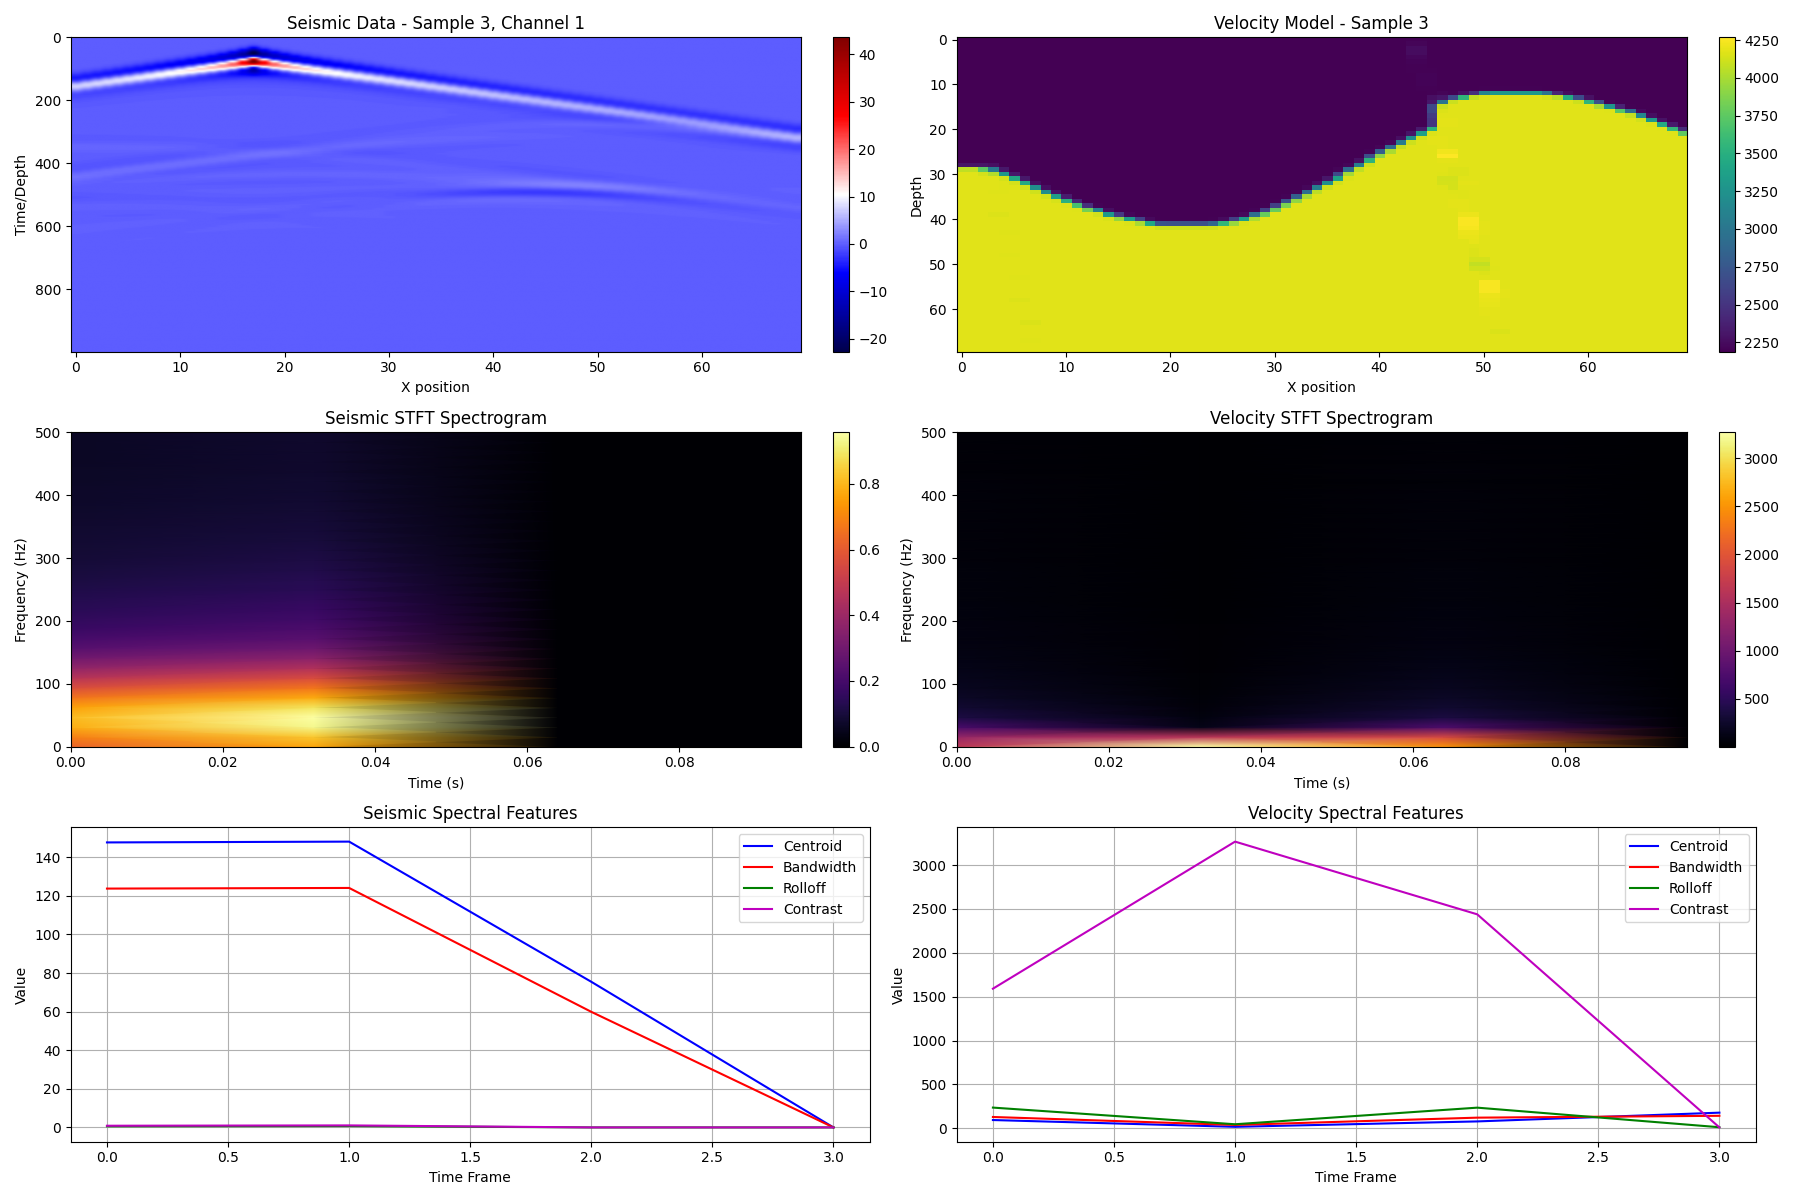 Seismic Data - Sample 3, Channel 1
0
200
400
600
800
Time/Depth
0 10 20 30 40 50 60
X position
40
30
20
10
0
−10
−20
Velocity Model - Sample 3
0
10
20
30
40
50
60
Depth
0 10 20 30 40 50 60
X position
4250
4000
3750
3500
3250
3000
2750
2500
2250
Seismic STFT Spectrogram
500
400
300
200
100
0
Frequency (Hz)
0.00 0.02 0.04 0.06 0.08
Time (s)
0.8
0.6
0.4
0.2
0.0
Velocity STFT Spectrogram
500
400
300
200
100
0
Frequency (Hz)
0.00 0.02 0.04 0.06 0.08
Time (s)
3000
2500
2000
1500
1000
500
Seismic Spectral Features
140
120
100
80
60
40
20
0
Value
Centroid
Bandwidth
Rolloff
Contrast
0.0 0.5 1.0 1.5 2.0 2.5 3.0
Time Frame
Velocity Spectral Features
3000
2500
2000
1500
1000
500
0
Value
Centroid
Bandwidth
Rolloff
Contrast
0.0 0.5 1.0 1.5 2.0 2.5 3.0
Time Frame